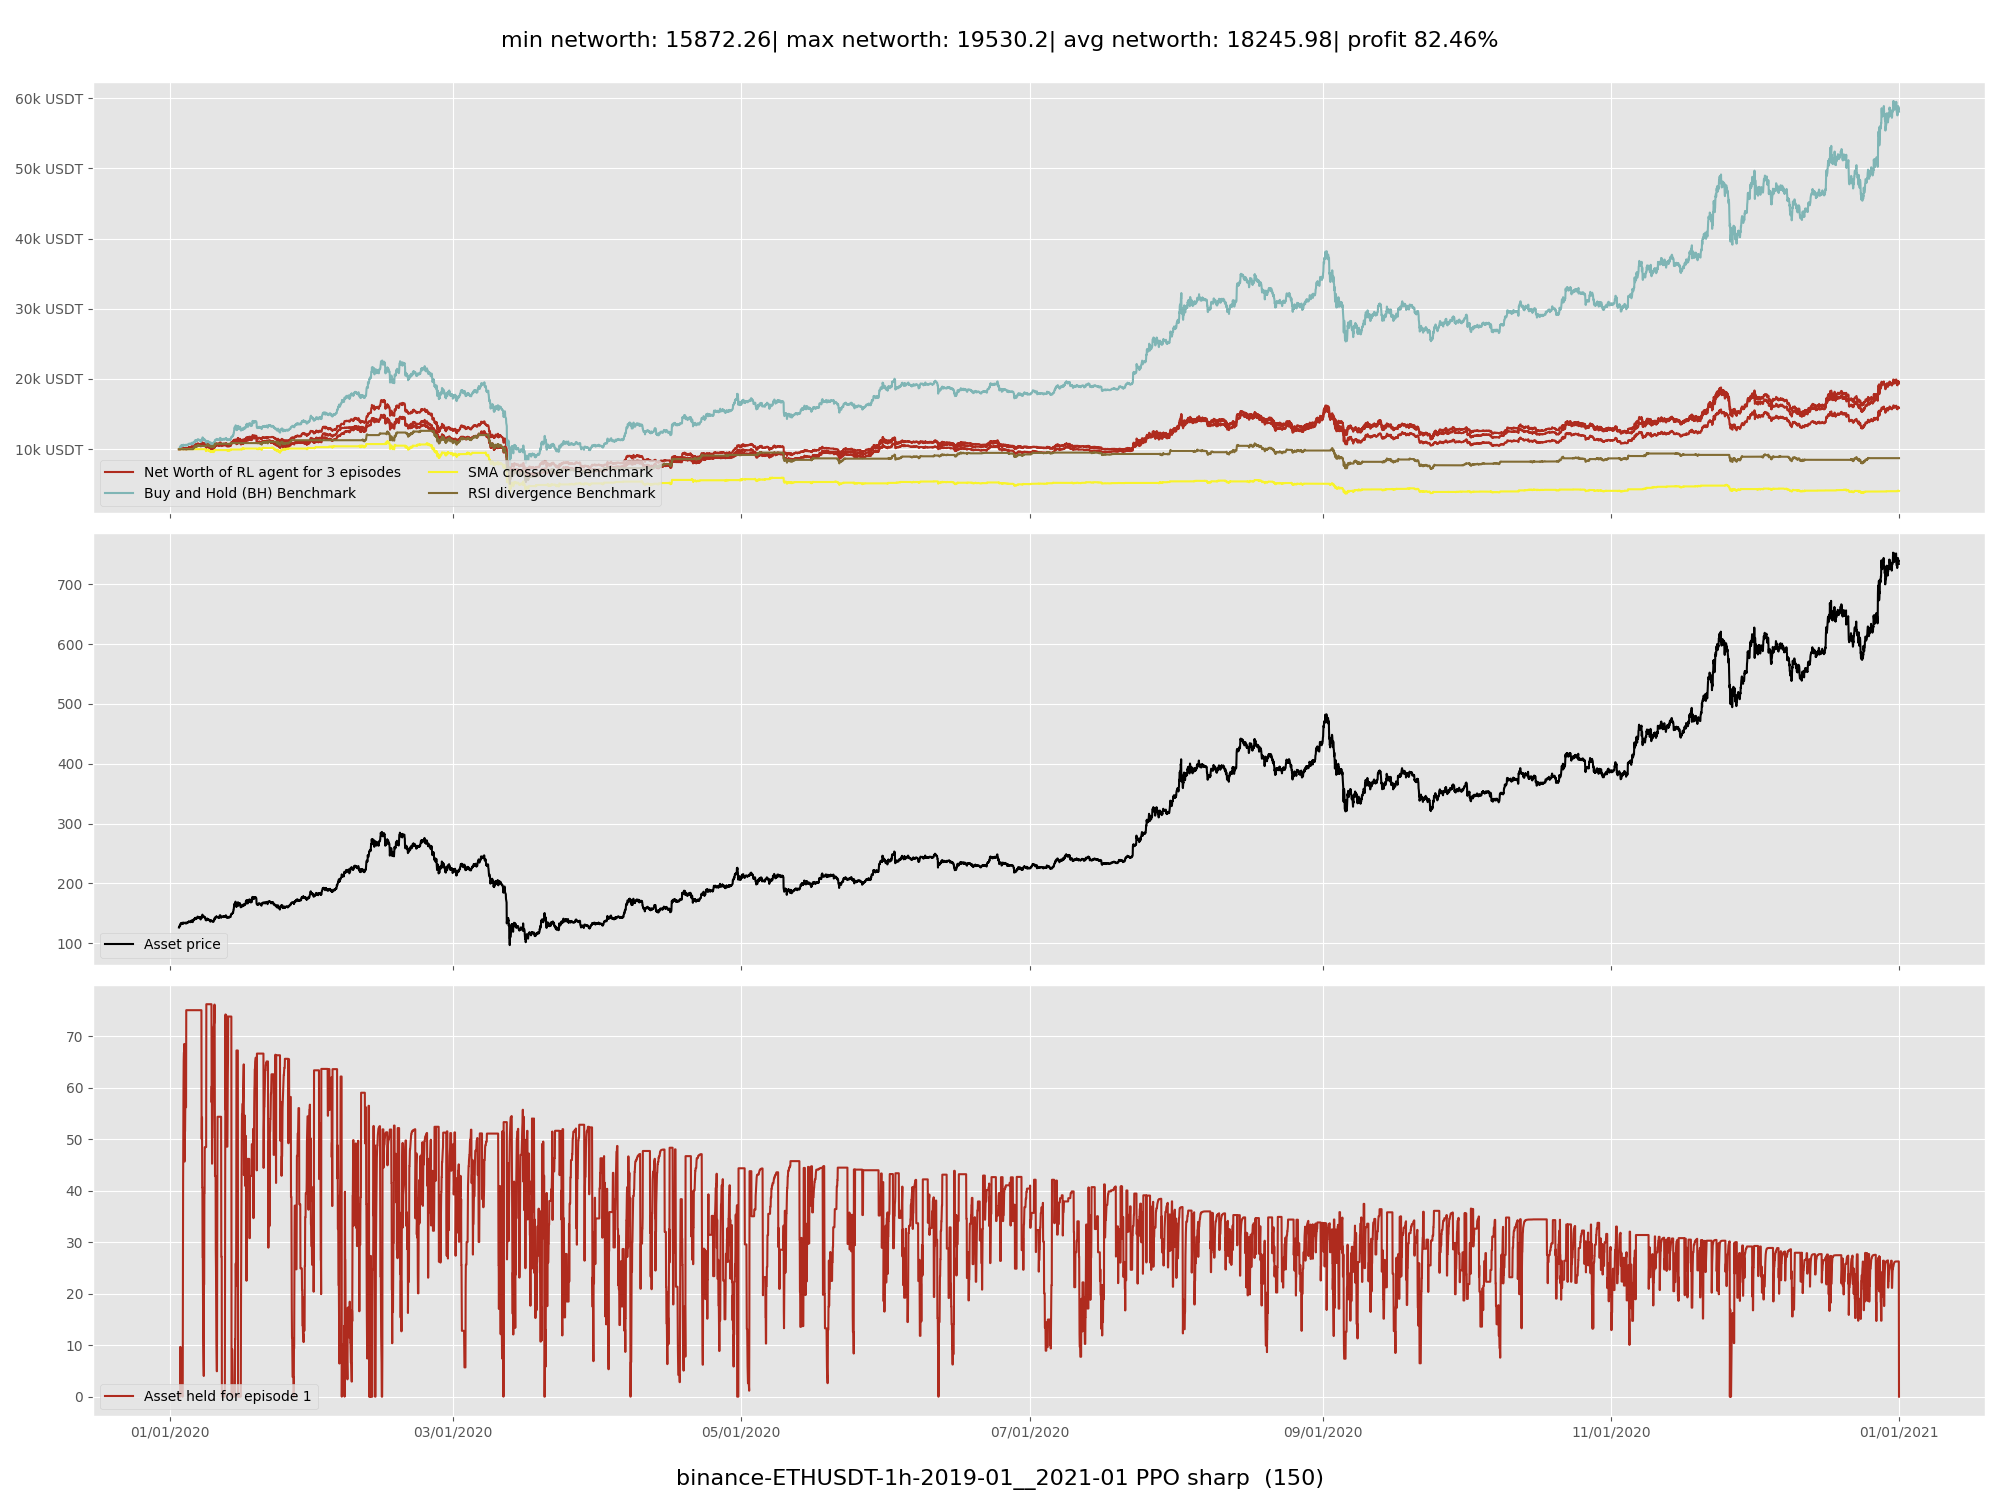 min networth: 15872.26| max networth: 19530.2| avg networth: 18245.98| profit 82.46%
60k USDT
50k USDT
40k USDT
30k USDT
20k USDT
10k USDT
Net Worth of RL agent for 3 episodes
Buy and Hold (BH) Benchmark
SMA crossover Benchmark
RSI divergence Benchmark
700
600
500
400
300
200
100
Asset price
70
60
50
40
30
20
10
0
Asset held for episode 1
01/01/2020 03/01/2020 05/01/2020 07/01/2020 09/01/2020 11/01/2020 01/01/2021
binance-ETHUSDT-1h-2019-01__2021-01 PPO sharp (150)